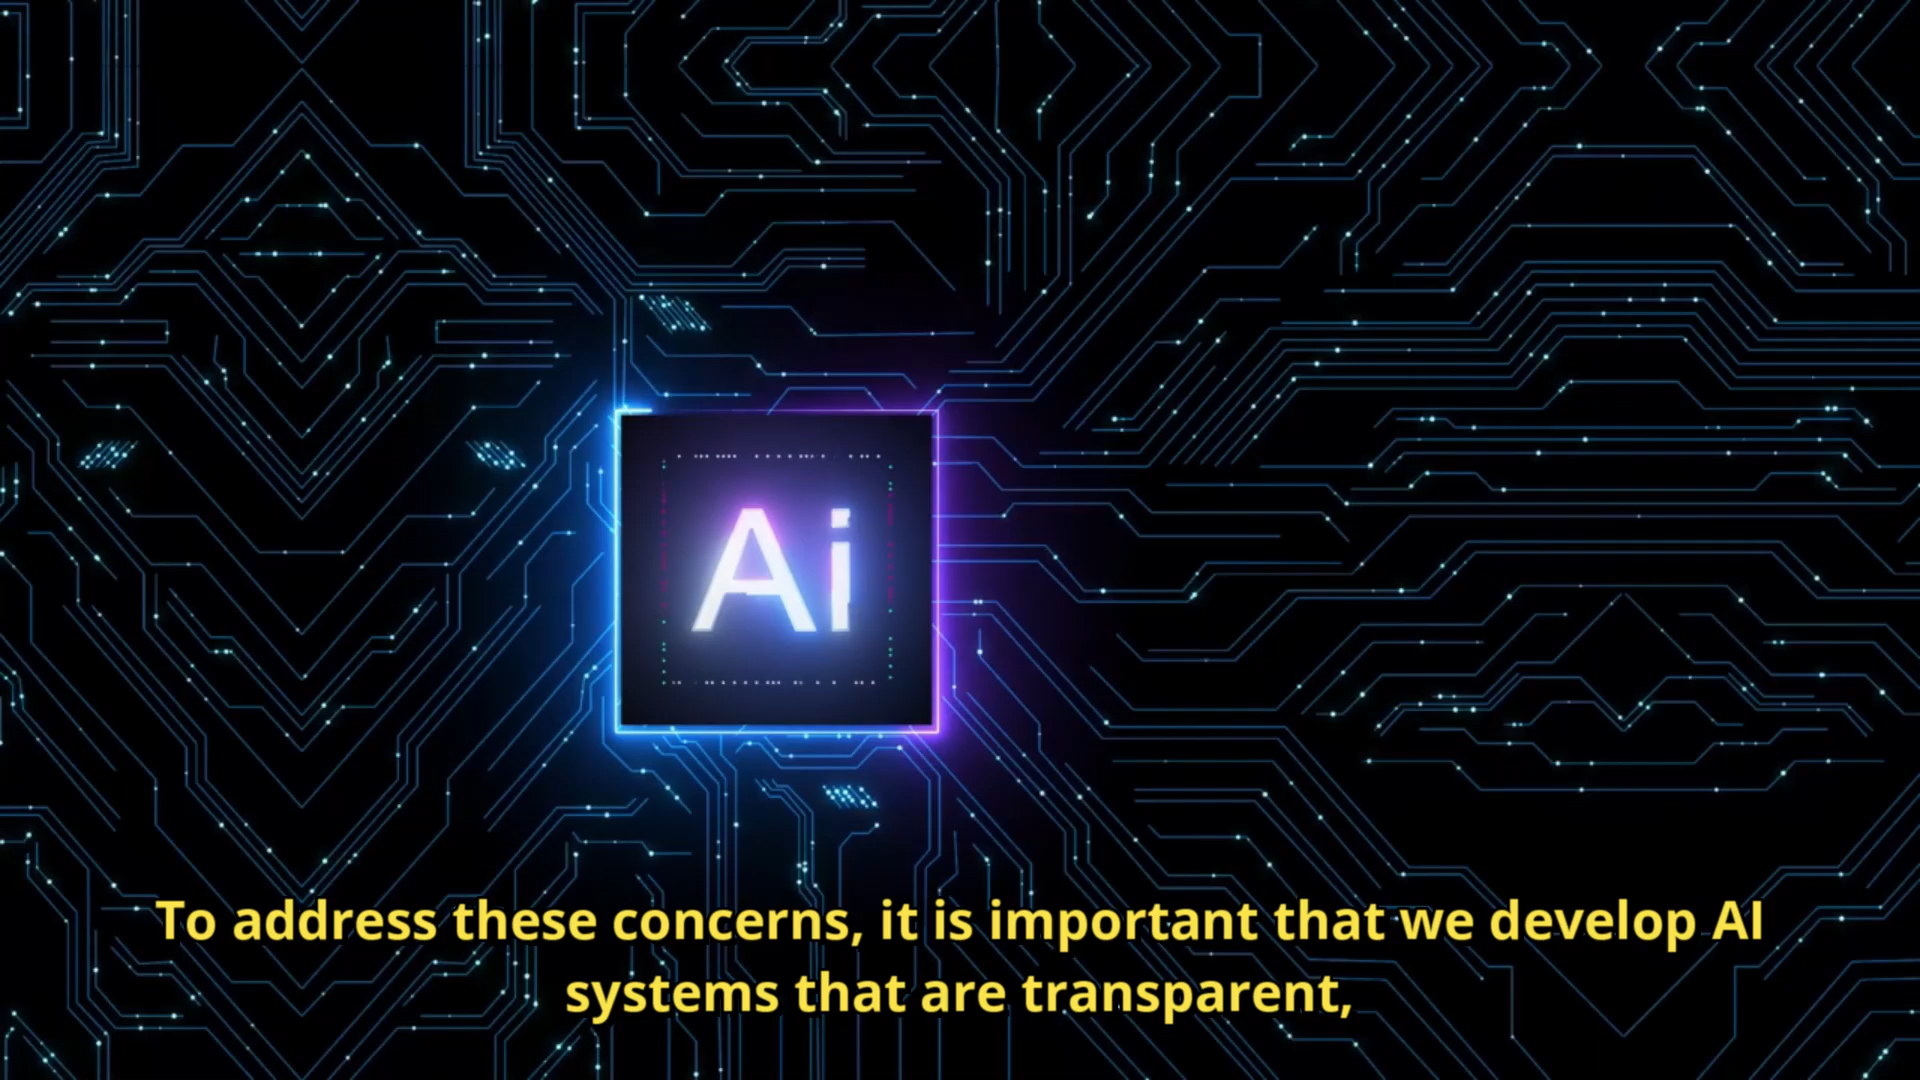 Ai
To address these concerns, it is important that we develop AI
systems that are transparent,